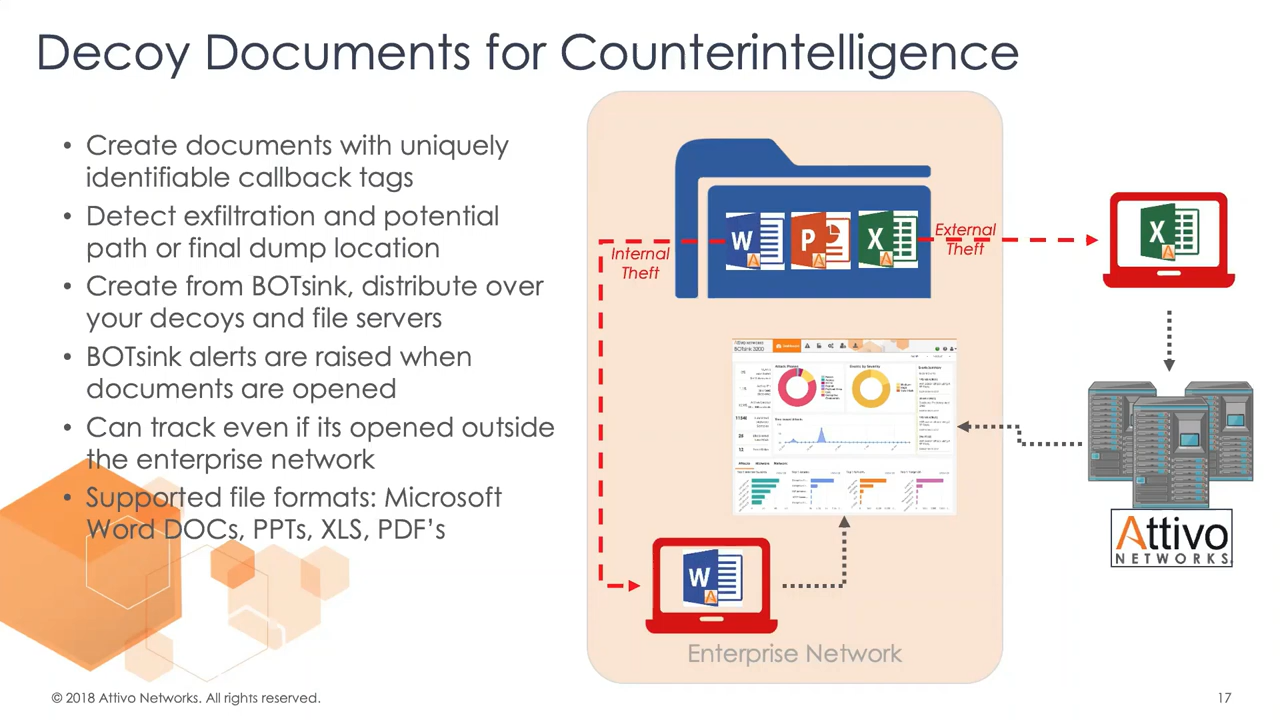 Decoy Documents for Counterintelligence
• Create documents with uniquely
identifiable callback tags
• Detect exfiltration and potential
path or final dump location
• Create from BOTsink, distribute over
your decoys and file servers
• BOTsink alerts are raised when
documents are opened
• Can track even if its opened outside
the enterprise network
• Supported file formats: Microsoft
Word DOCs, PPTs, XLS, PDF’s
W
P
X
Internal
Theft
External
Theft
X
BOTsink
W
Enterprise Network
Attivo
NETWORKS
© 2018 Attivo Networks. All rights reserved.
17